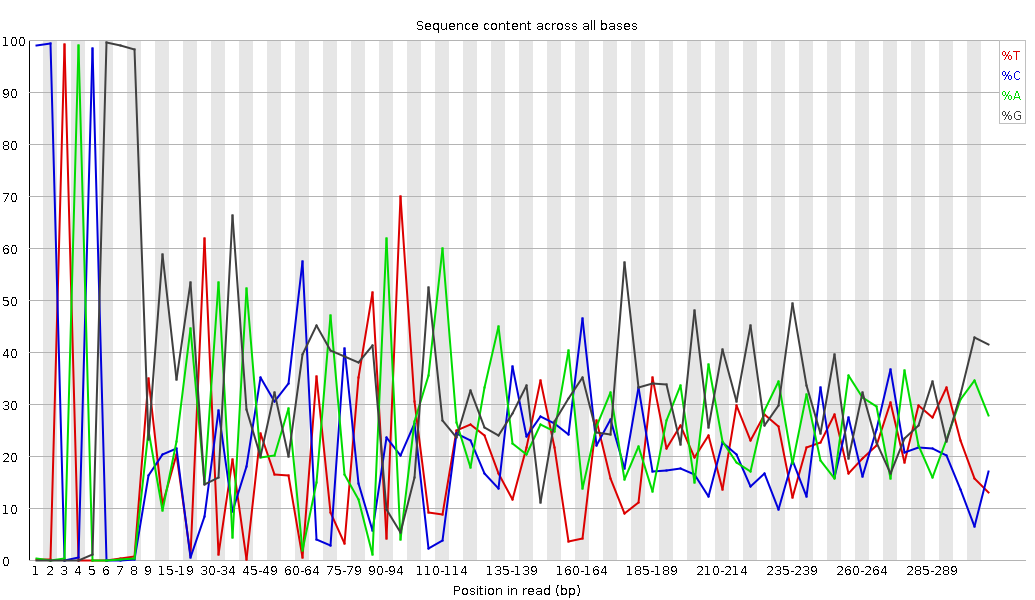 Sequence content across all bases
100
90
80
70
60
50
40
30
20
10
0
%T
%C
%A
%G
1 2 3 4 5 6 7 8 9 15-19 30-34 45-49 60-64 75-79 90-94 110-114 135-139 160-164 185-189 210-214 235-239 260-264 285-289
Position in read (bp)